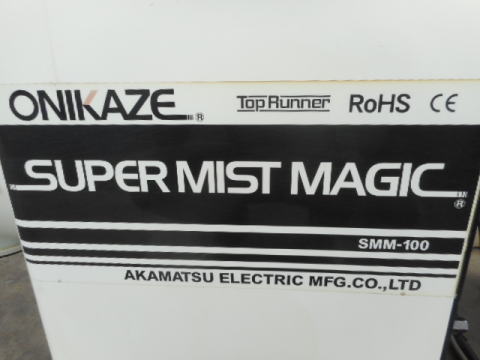 ONIKAZE ® Top Runner RoHS CE
SUPER MIST MAGIC ®
SMM-100
AKAMATSU ELECTRIC MFG.CO.,LTD